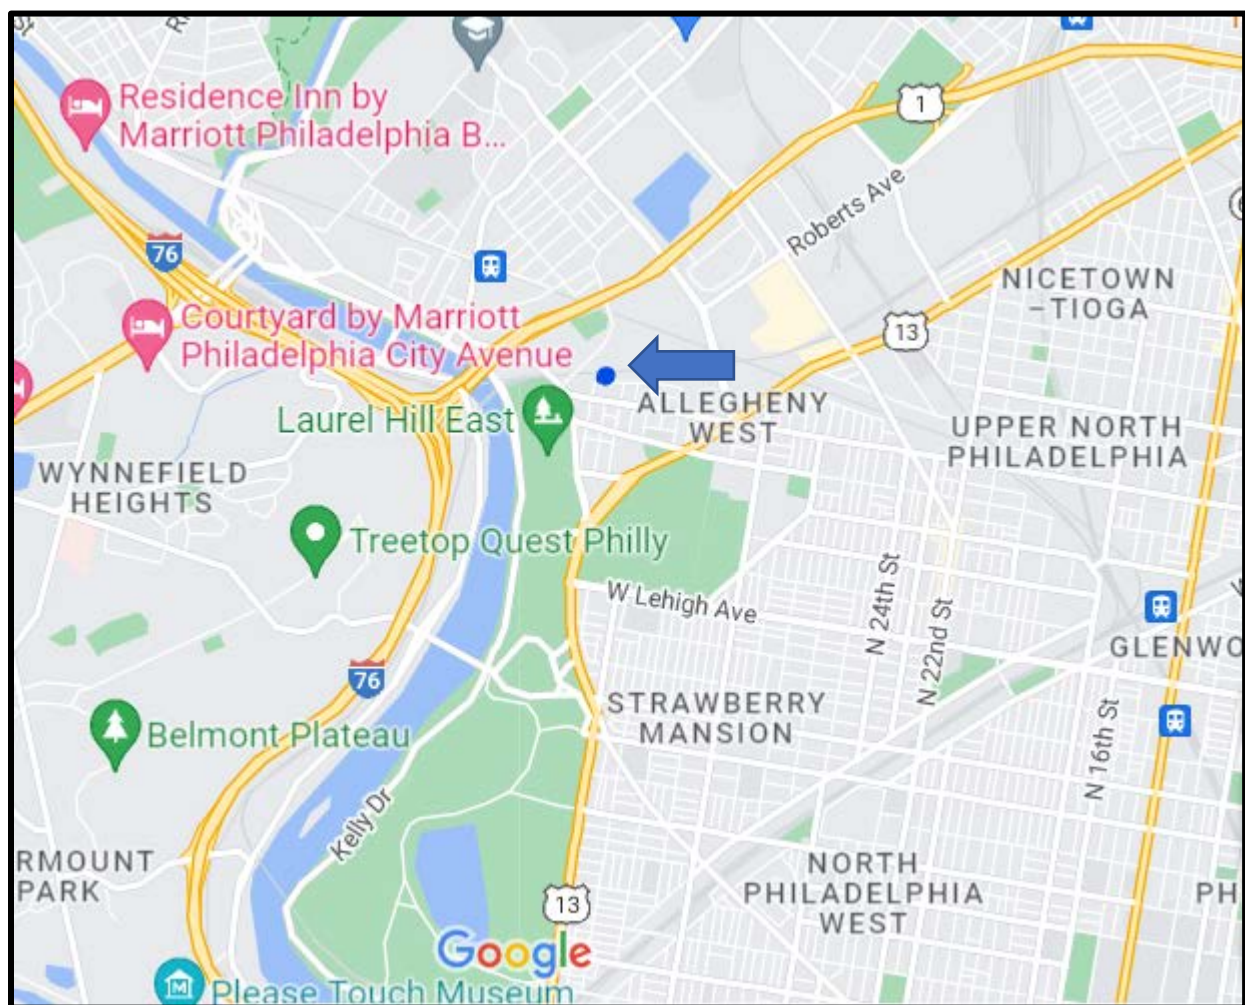 St
Residence Inn by
Marriott Philadelphia B...
1
Roberts Ave
76
NICETOWN
-TIOGA
Courtyard by Marriott
Philadelphia City Avenue
13
ALLEGHENY
WEST
Laurel Hill East
UPPER NORTH
PHILADELPHIA
WYNNEFIELD
HEIGHTS
Treetop Quest Philly
W Lehigh Ave
N 24th St
N 22nd St
GLENWO
76
STRAWBERRY
MANSION
Belmont Plateau
N 16th St
Kelly Dr
RMOUNT
PARK
NORTH
PHILADELPHIA
WEST
PH
13
Google
M
Please Touch Museum